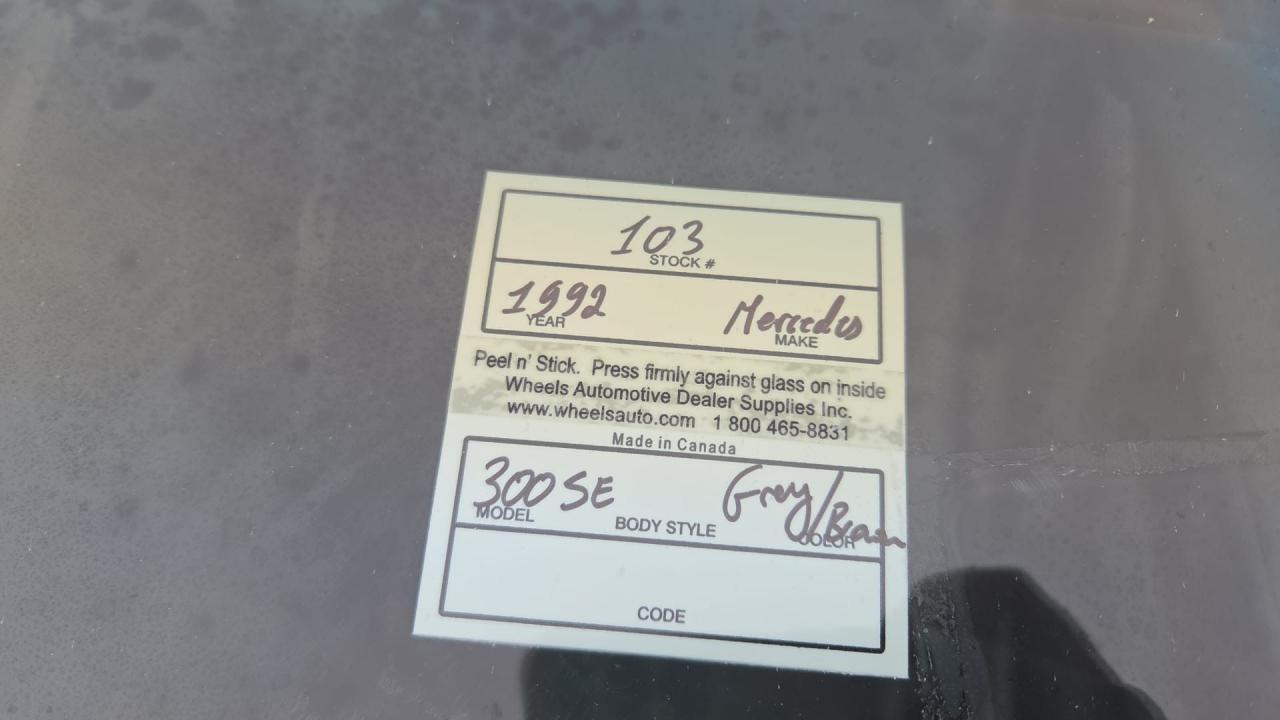 103
STOCK #
1992 Mercedes
YEAR MAKE
Peel n' Stick. Press firmly against glass on inside
Wheels Automotive Dealer Supplies Inc.
www.wheelsauto.com 1 800 465-8831
Made in Canada
300SE Grey/Brown
MODEL BODY STYLE COLOR
CODE